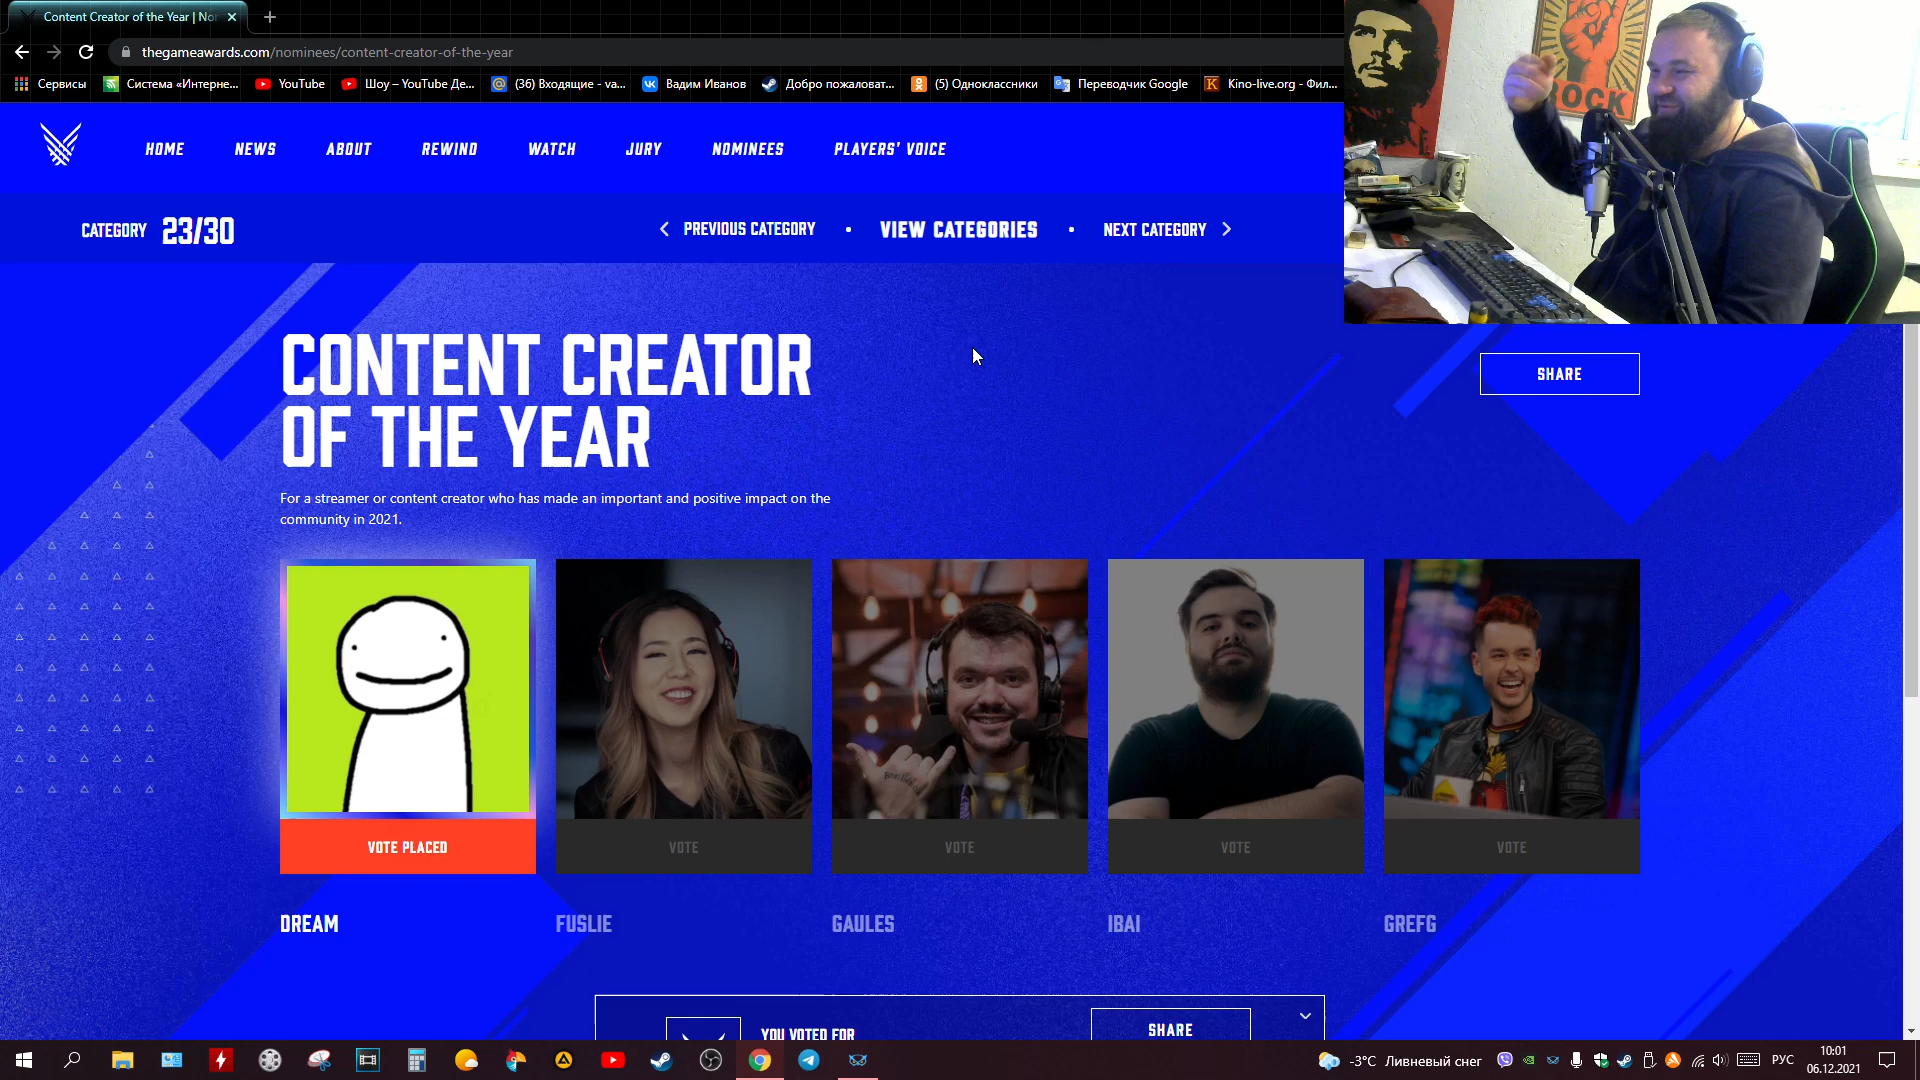 Content Creator of the Year | No
thegameawards.com/nominees/content-creator-of-the-year
Сервисы
Система «Интерне...
YouTube
Шоу – YouTube Де...
(36) Входящие - va...
Вадим Иванов
Добро пожаловат...
(5) Одноклассники
Переводчик Google
Kino-live.org - Фил...
ROCK
HOME
NEWS
ABOUT
REWIND
WATCH
JURY
NOMINEES
PLAYERS' VOICE
CATEGORY 23/30
PREVIOUS CATEGORY
VIEW CATEGORIES
NEXT CATEGORY
CONTENT CREATOR
OF THE YEAR
SHARE
For a streamer or content creator who has made an important and positive impact on the
community in 2021.
VOTE PLACED
VOTE
VOTE
VOTE
VOTE
DREAM
FUSLIE
GAULES
IBAI
GREFG
YOU VOTED FOR
SHARE
-3°C Ливневый снег
РУС
10:01
06.12.2021